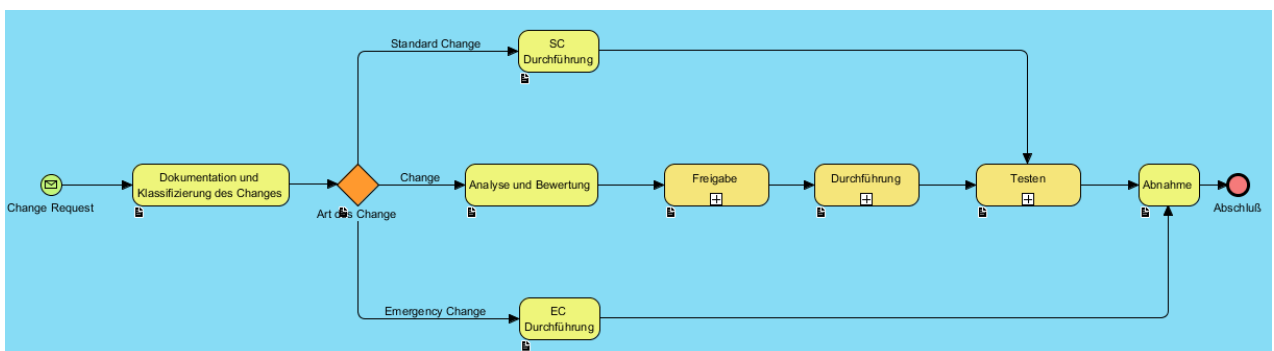 Standard Change
SC
Durchführung
Change Request
Dokumentation und
Klassifizierung des Changes
Art des Change
Change
Analyse und Bewertung
Freigabe
Durchführung
Testen
Abnahme
Abschluß
Emergency Change
EC
Durchführung